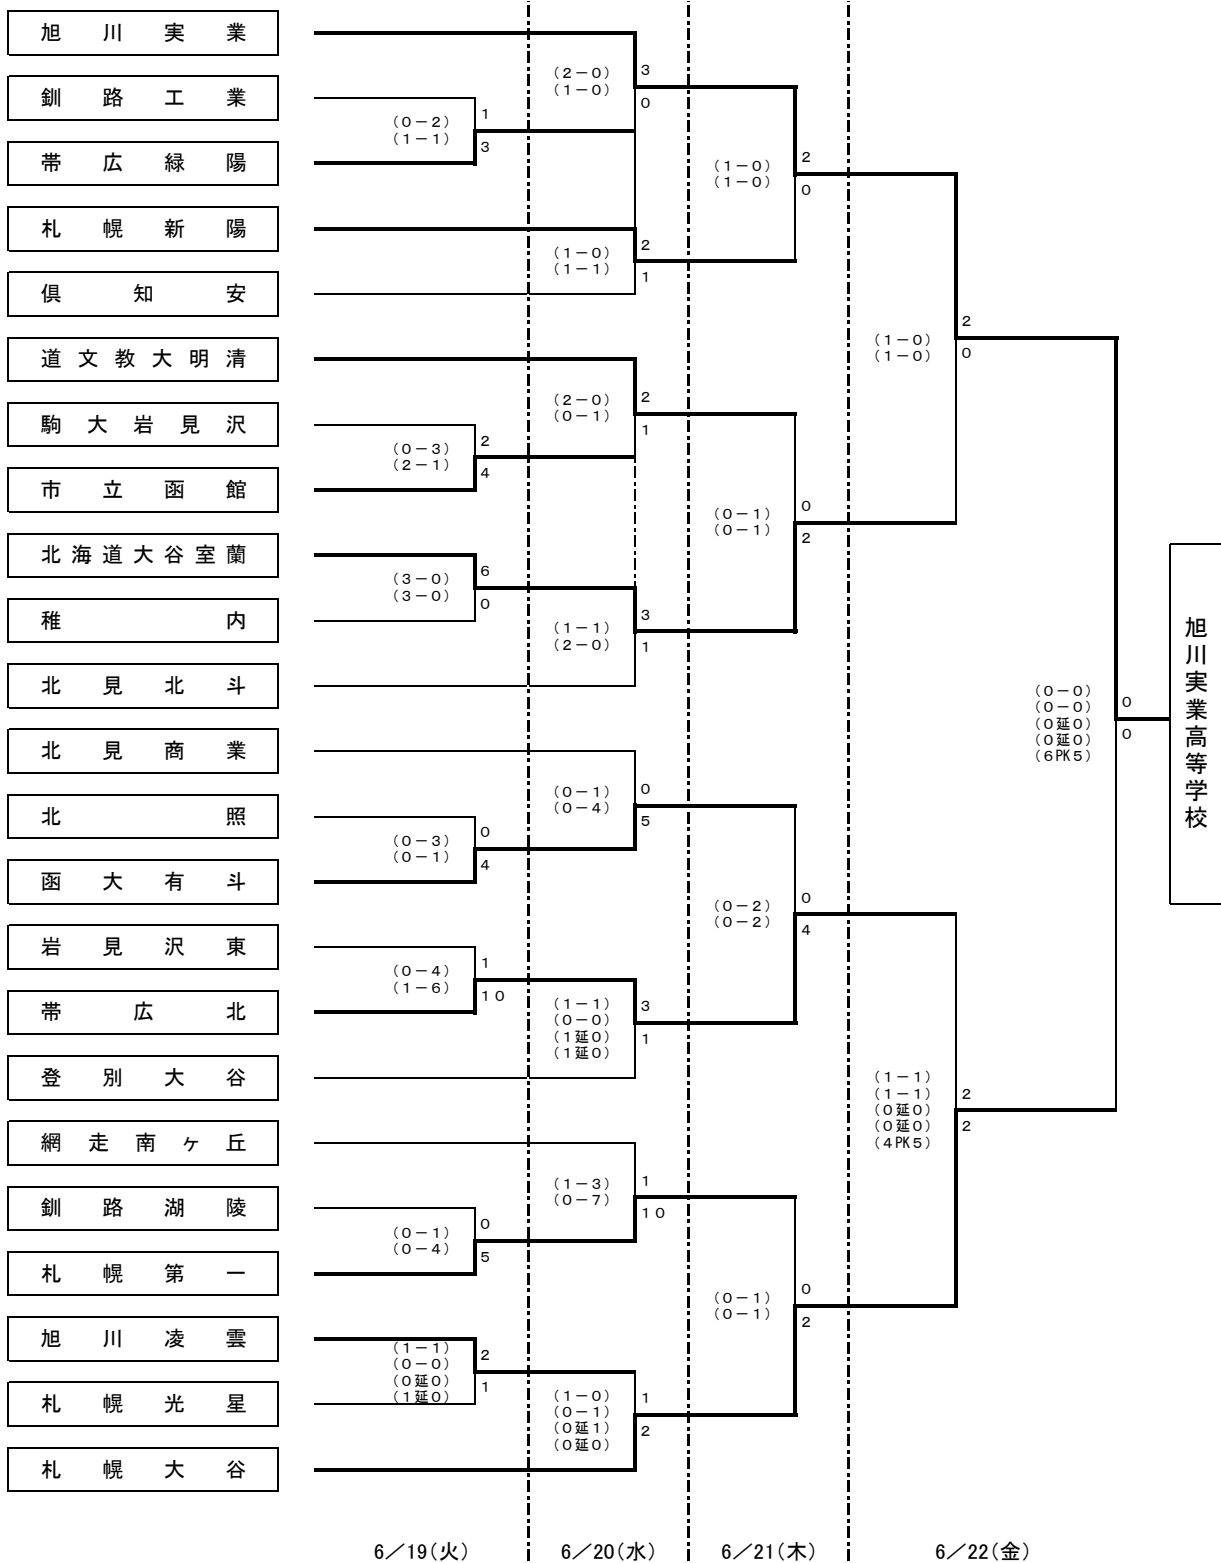 旭川実業
釧路工業
帯広緑陽
札幌新陽
倶知安
道文教大明清
駒大岩見沢
市立函館
北海道大谷室蘭
稚内
北見北斗
北見商業
北照
函大有斗
岩見沢東
帯広北
登別大谷
網走南ヶ丘
釧路湖陵
札幌第一
旭川凌雲
札幌光星
札幌大谷
(0-2)
(1-1)
1
3
(0-3)
(2-1)
2
4
(3-0)
(3-0)
6
0
(0-3)
(0-1)
0
4
(0-4)
(1-6)
1
10
(0-1)
(0-4)
0
5
(1-1)
(0-0)
(0延0)
(1延0)
2
1
(2-0)
(1-0)
3
0
(1-0)
(1-1)
2
1
(2-0)
(0-1)
2
1
(1-1)
(2-0)
3
1
(0-1)
(0-4)
0
5
(1-1)
(0-0)
(1延0)
(1延0)
3
1
(1-3)
(0-7)
1
10
(1-0)
(0-1)
(0延1)
(0延0)
1
2
(1-0)
(1-0)
2
0
(0-1)
(0-1)
0
2
(0-2)
(0-2)
0
4
(0-1)
(0-1)
0
2
(1-0)
(1-0)
2
0
(1-1)
(1-1)
(0延0)
(0延0)
(4PK5)
2
2
(0-0)
(0-0)
(0延0)
(0延0)
(6PK5)
0
0
旭川実業高等学校
6/19(火)
6/20(水)
6/21(木)
6/22(金)